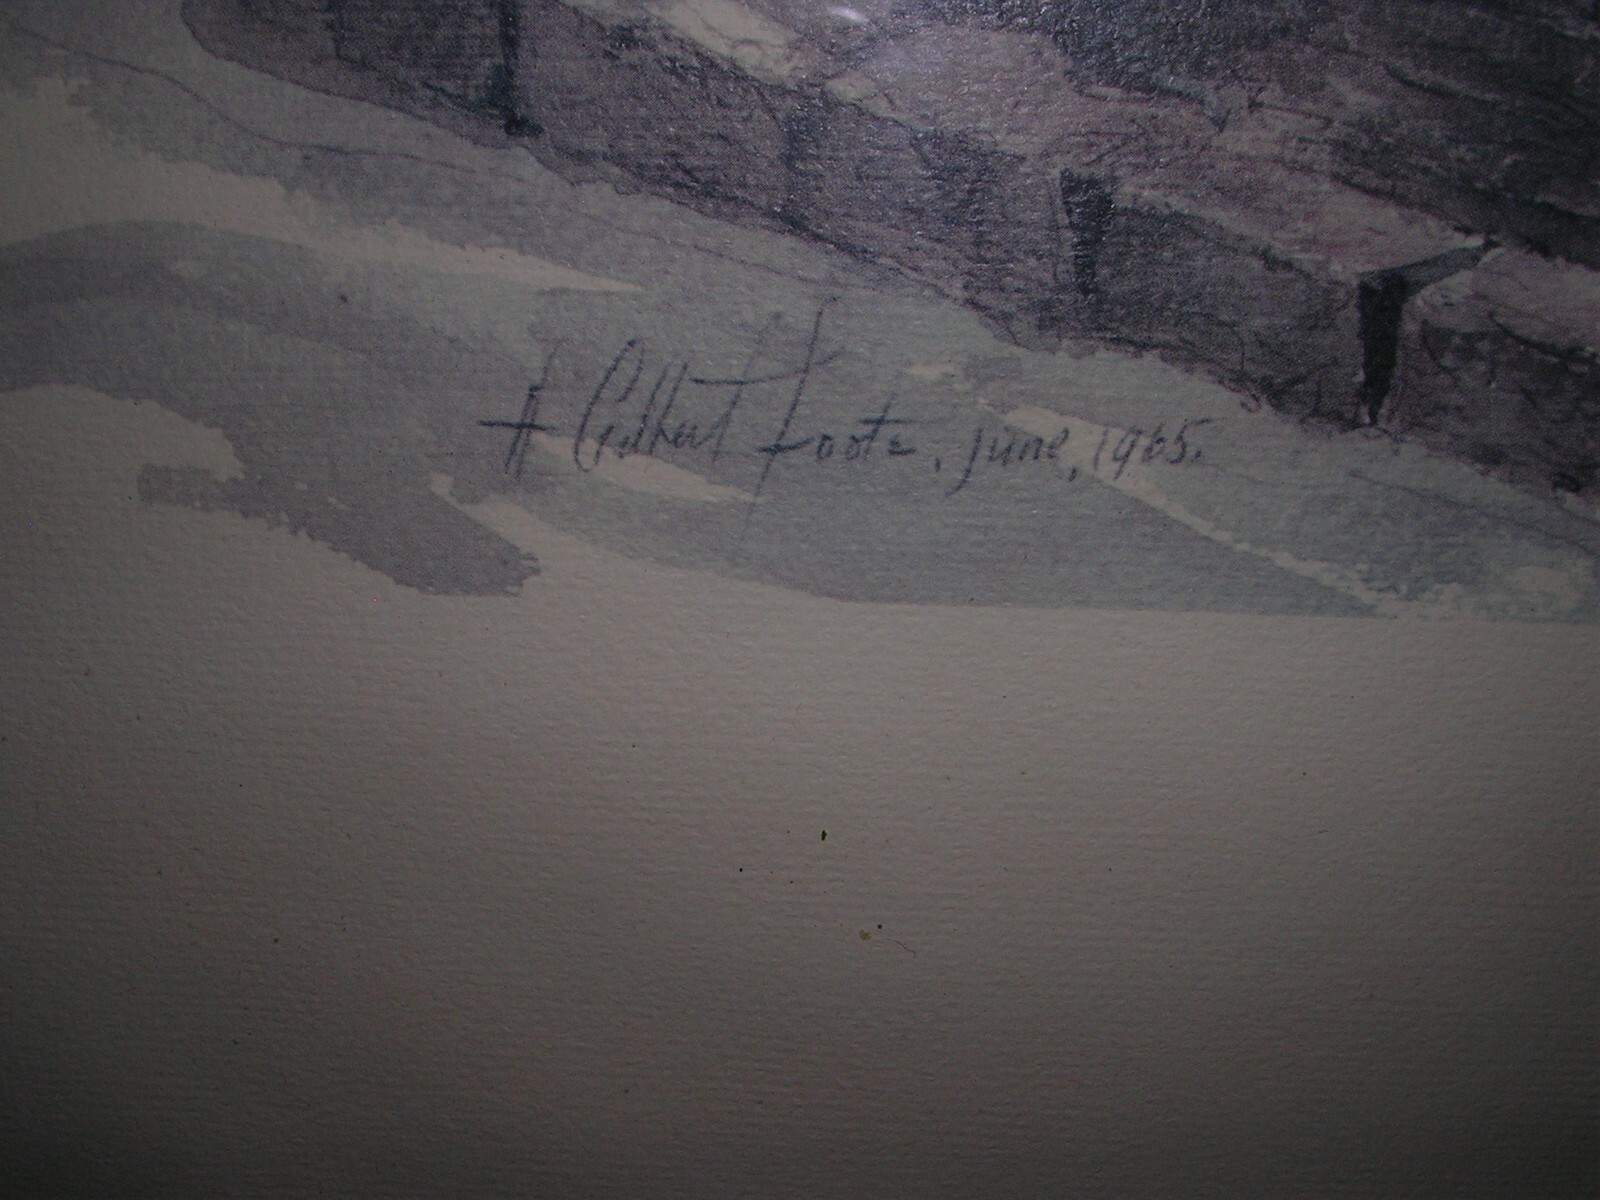 H Gilbert Foote, June, 1965.